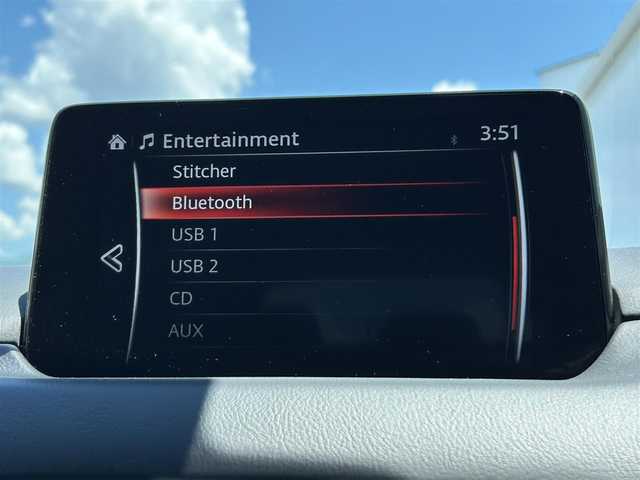 Entertainment
3:51
Stitcher
Bluetooth
USB 1
USB 2
CD
AUX